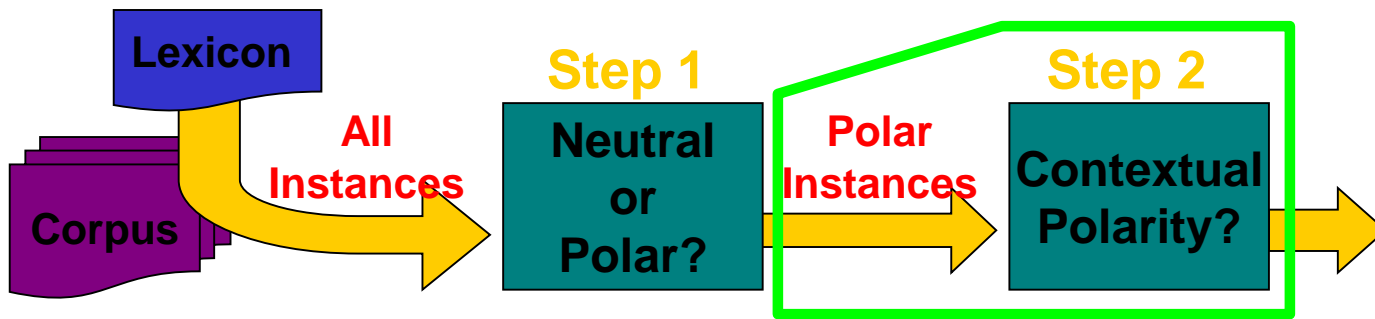 Lexicon
Corpus
All
Instances
Step 1
Neutral
or
Polar?
Polar
Instances
Step 2
Contextual
Polarity?